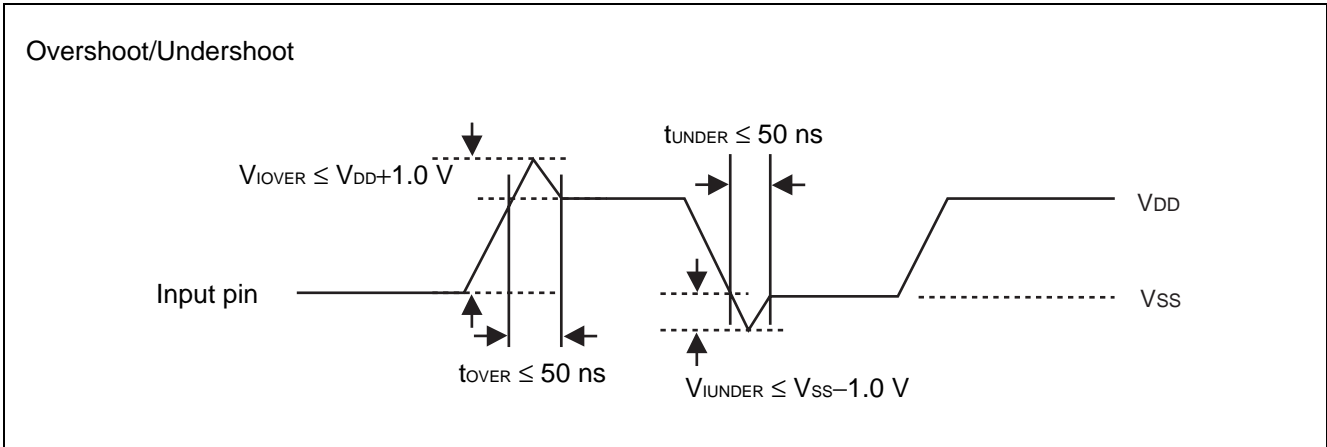 Overshoot/Undershoot
tUNDER ≤ 50 ns
VIOVER ≤ VDD+1.0 V
VDD
Input pin
VSS
tOVER ≤ 50 ns
VIUNDER ≤ VSS−1.0 V